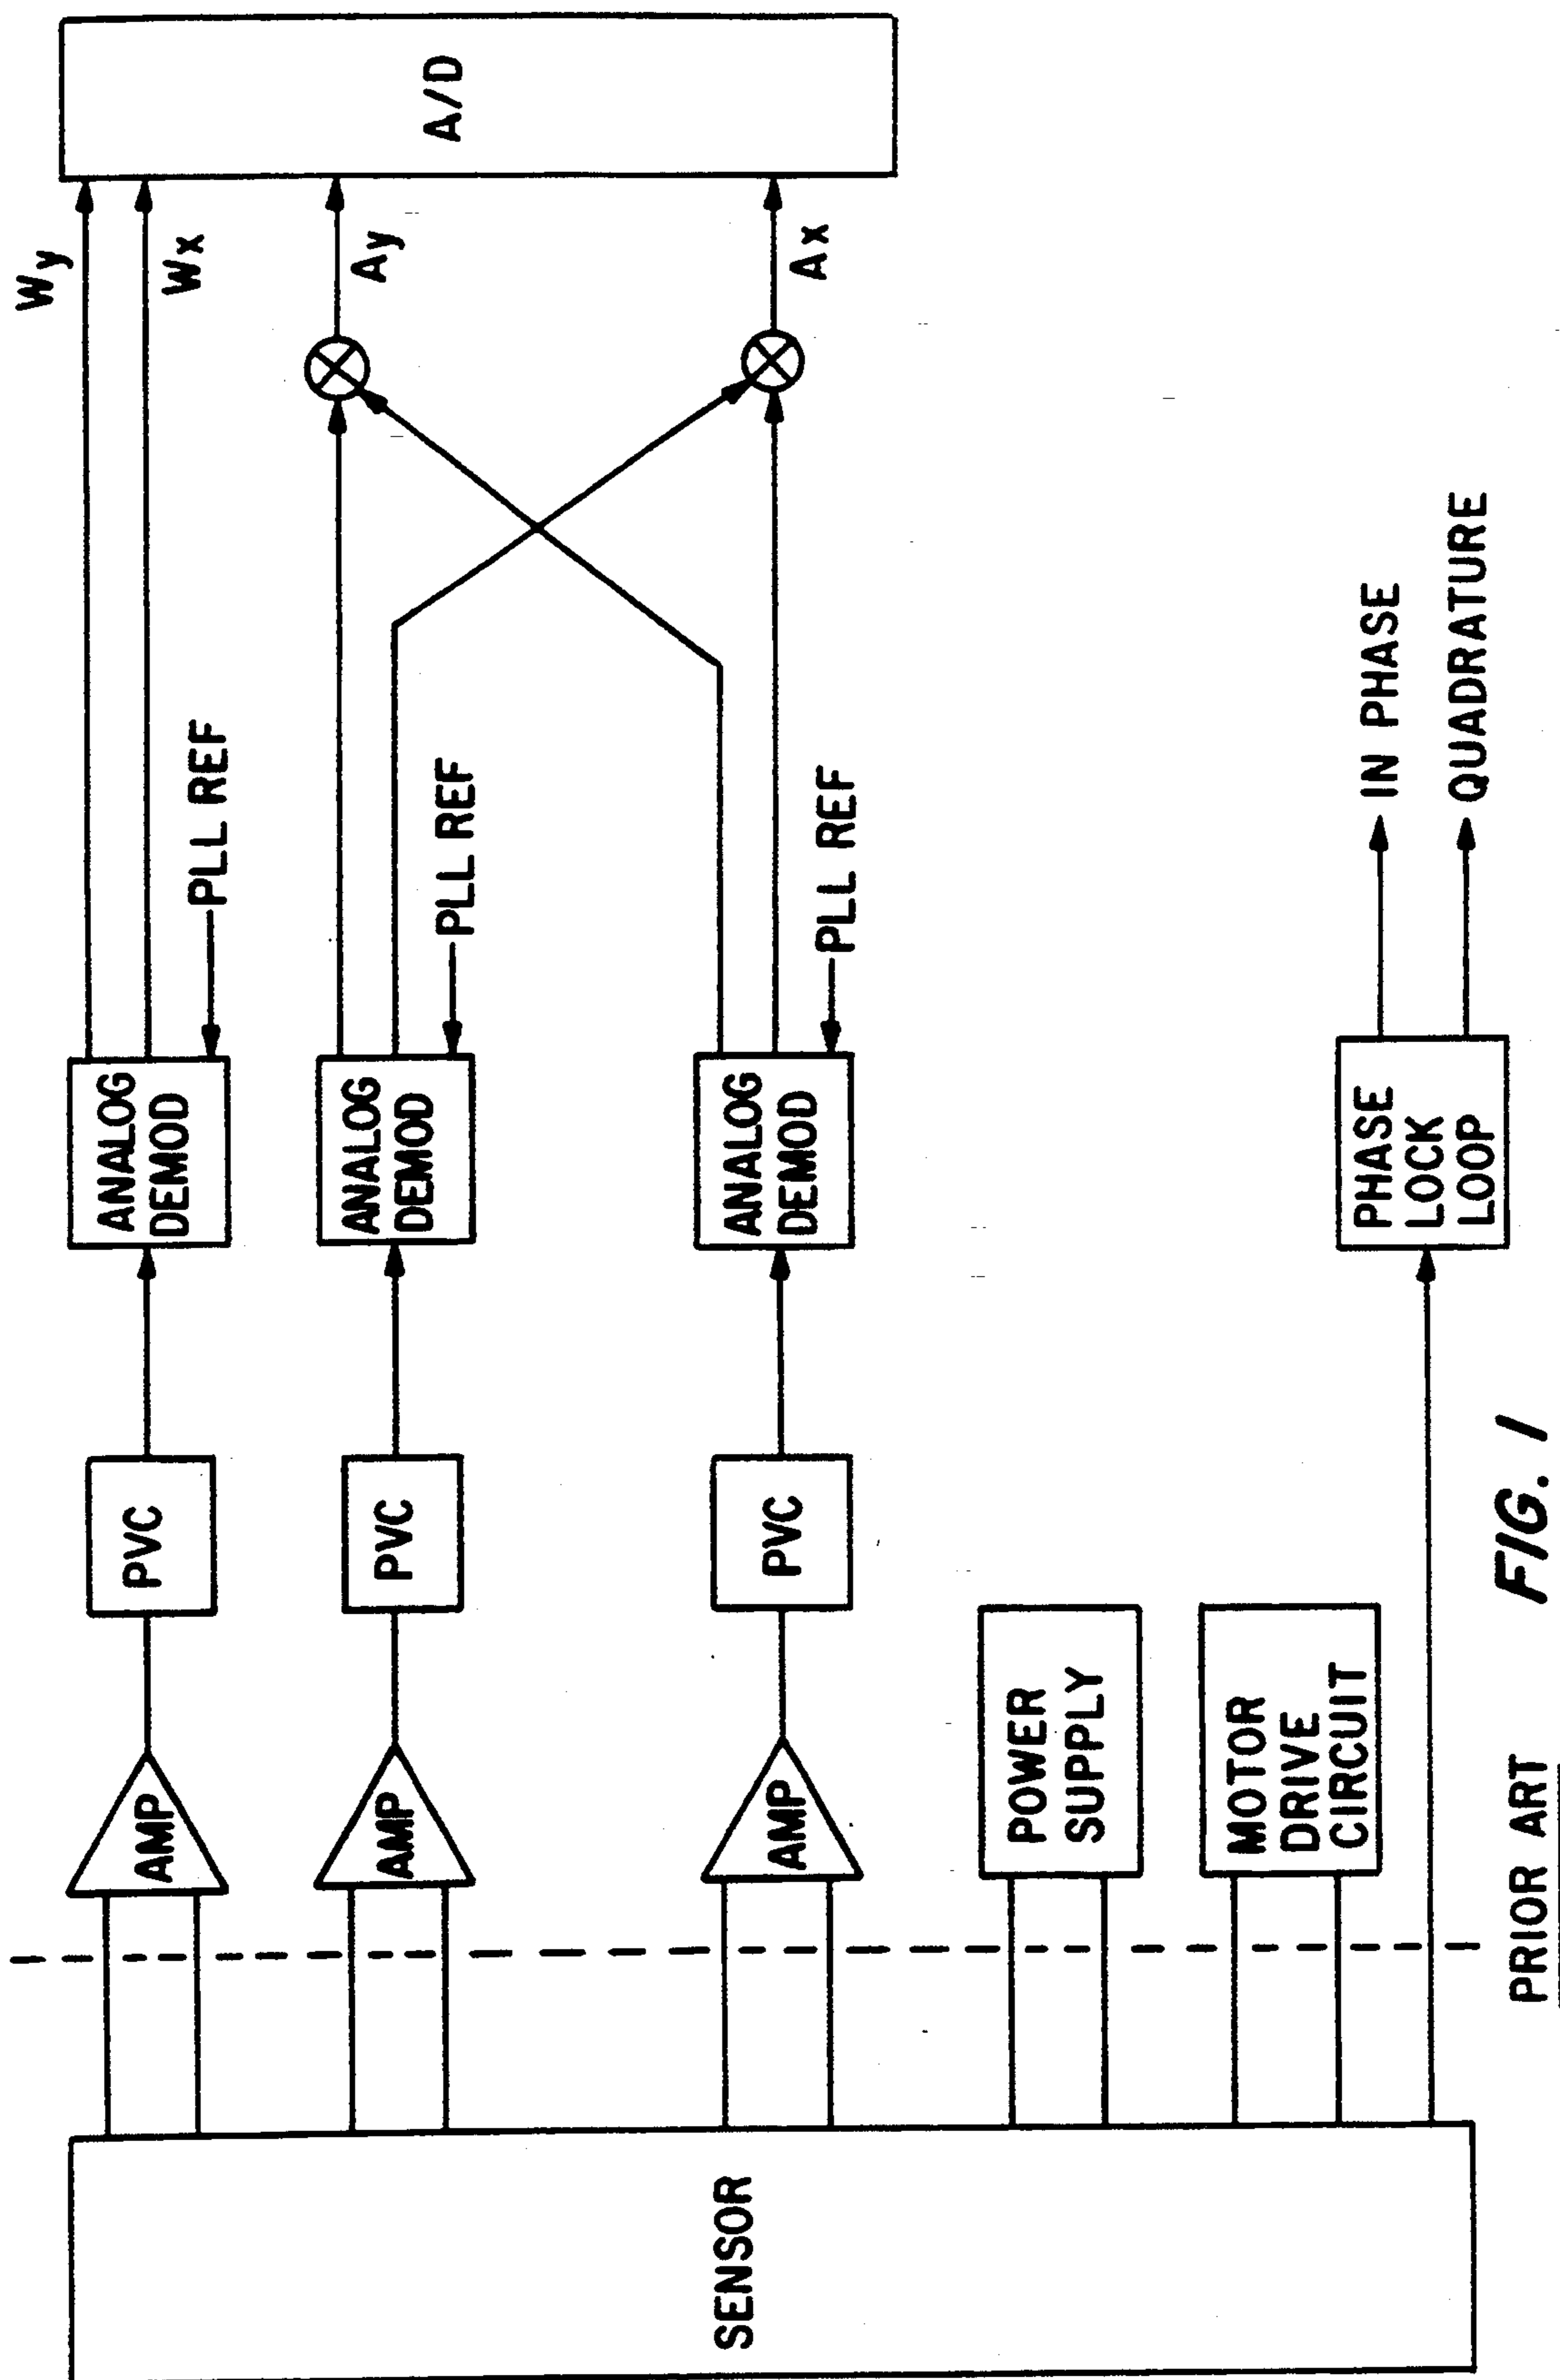 SENSOR
AMP
PVC
ANALOG
DEMOD
PLL REF
Wy
Wx
AMP
PVC
ANALOG
DEMOD
PLL REF
Ay
AMP
PVC
ANALOG
DEMOD
PLL REF
Ax
A/D
POWER
SUPPLY
MOTOR
DRIVE
CIRCUIT
PHASE
LOCK
LOOP
IN PHASE
QUADRATURE
PRIOR ART
FIG. 1